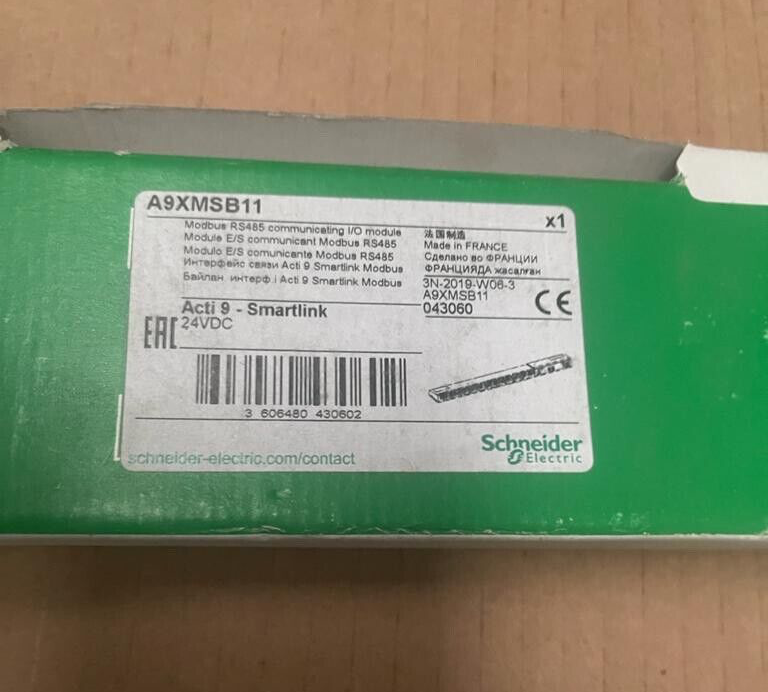 A9XMSB11
x1
Modbus RS485 communicating I/O module
Module E/S communicant Modbus RS485
Modulo E/S comunicante Modbus RS485
Интерфейс связи Acti 9 Smartlink Modbus
Байлан. интерф.і Acti 9 Smartlink Modbus
法国制造
Made in FRANCE
Сделано во ФРАНЦИИ
ФРАНЦИЯДА жасалған
3N-2019-W06-3
A9XMSB11
043060
CE
Acti 9 - Smartlink
24VDC
EAC
3 606480 430602
schneider-electric.com/contact
Schneider
Electric